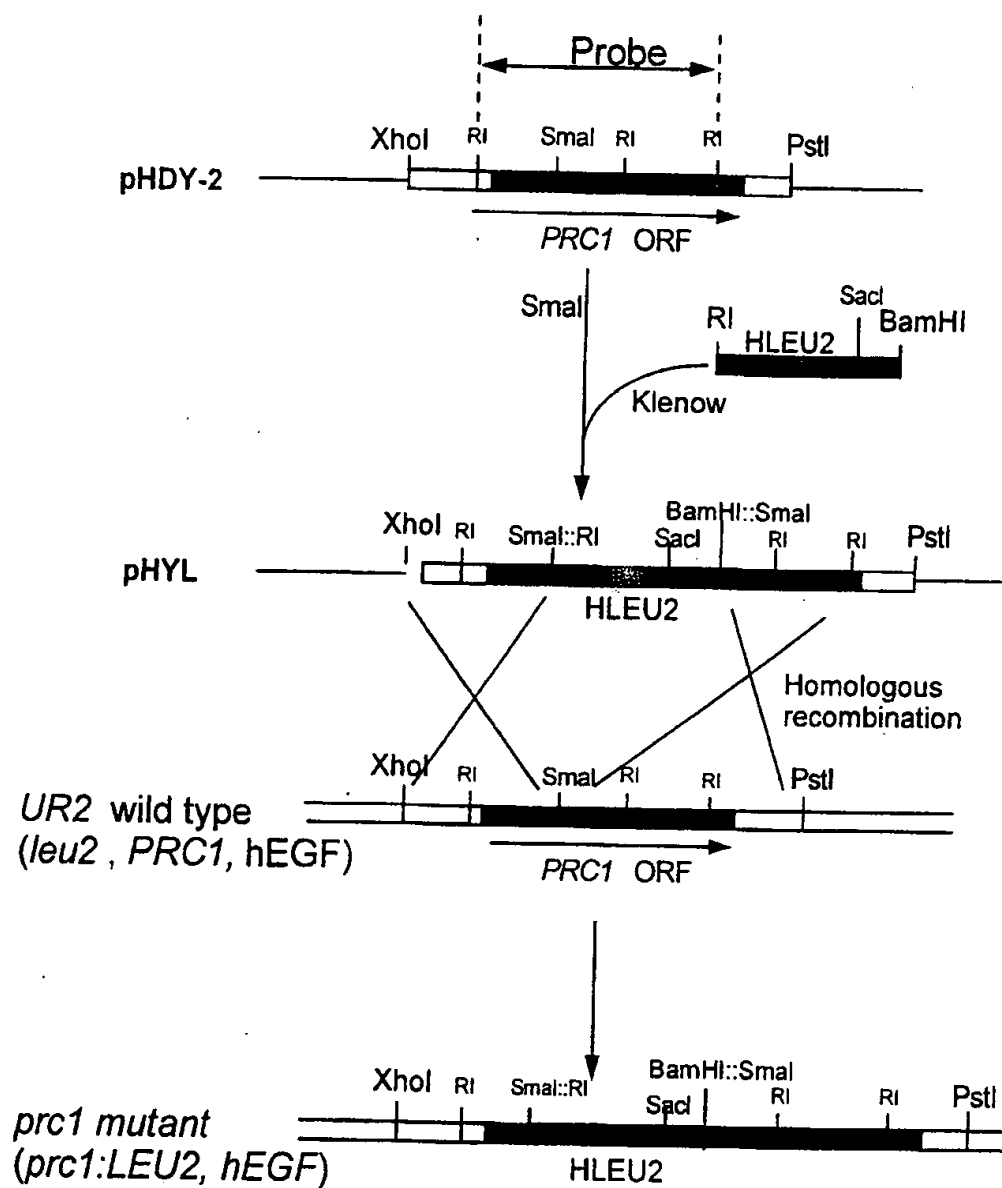 Probe
XhoI RI SmaI RI RI PstI
pHDY-2
PRC1 ORF
SmaI
RI HLEU2 SacI BamHI
Klenow
XhoI RI SmaI::RI SacI BamHI::SmaI RI RI PstI
pHYL
HLEU2
Homologous
recombination
XhoI RI SmaI RI RI PstI
UR2 wild type
(leu2 , PRC1, hEGF)
PRC1 ORF
XhoI RI SmaI::RI SacI BamHI::SmaI RI RI PstI
prc1 mutant
(prc1:LEU2, hEGF)
HLEU2